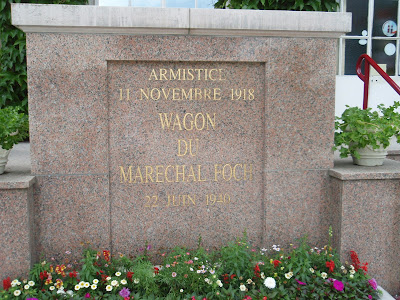 ARMISTICE
11 NOVEMBRE 1918
WAGON
DU
MARECHAL FOCH
22 JUIN 1940